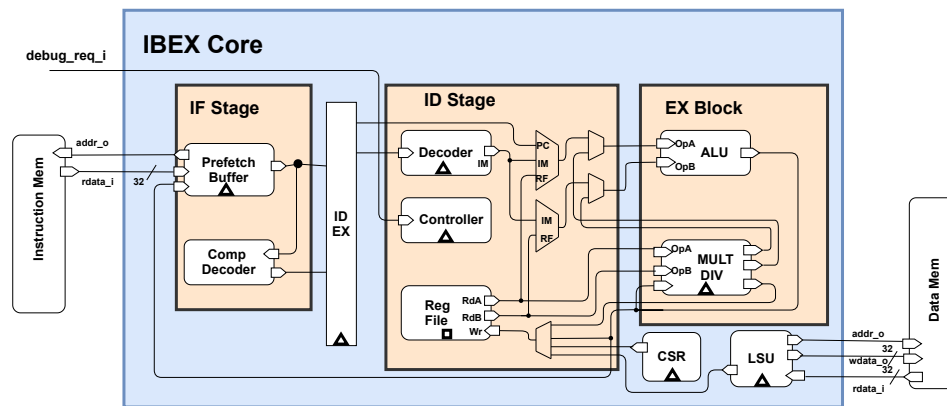 IBEX Core
debug_req_i
IF Stage
ID Stage
EX Block
Instruction Mem
addr_o
rdata_i
32
Prefetch
Buffer
Comp
Decoder
ID
EX
Decoder
IM
Controller
Reg
File
RdA
RdB
Wr
PC
IM
RF
IM
RF
OpA
OpB
ALU
OpA
OpB
MULT
DIV
CSR
LSU
addr_o
32
wdata_o
32
rdata_i
Data Mem